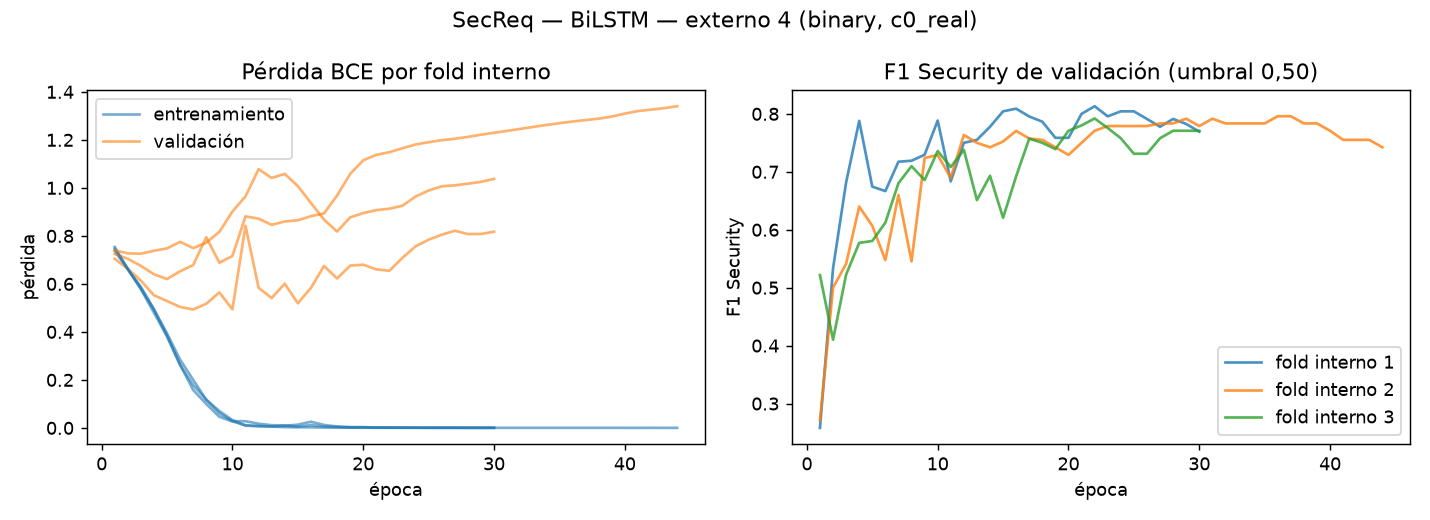 SecReq — BiLSTM — externo 4 (binary, c0_real)
Pérdida BCE por fold interno
pérdida
1.4
1.2
1.0
0.8
0.6
0.4
0.2
0.0
entrenamiento
validación
0
10
20
30
40
época
F1 Security de validación (umbral 0,50)
F1 Security
0.8
0.7
0.6
0.5
0.4
0.3
fold interno 1
fold interno 2
fold interno 3
0
10
20
30
40
época